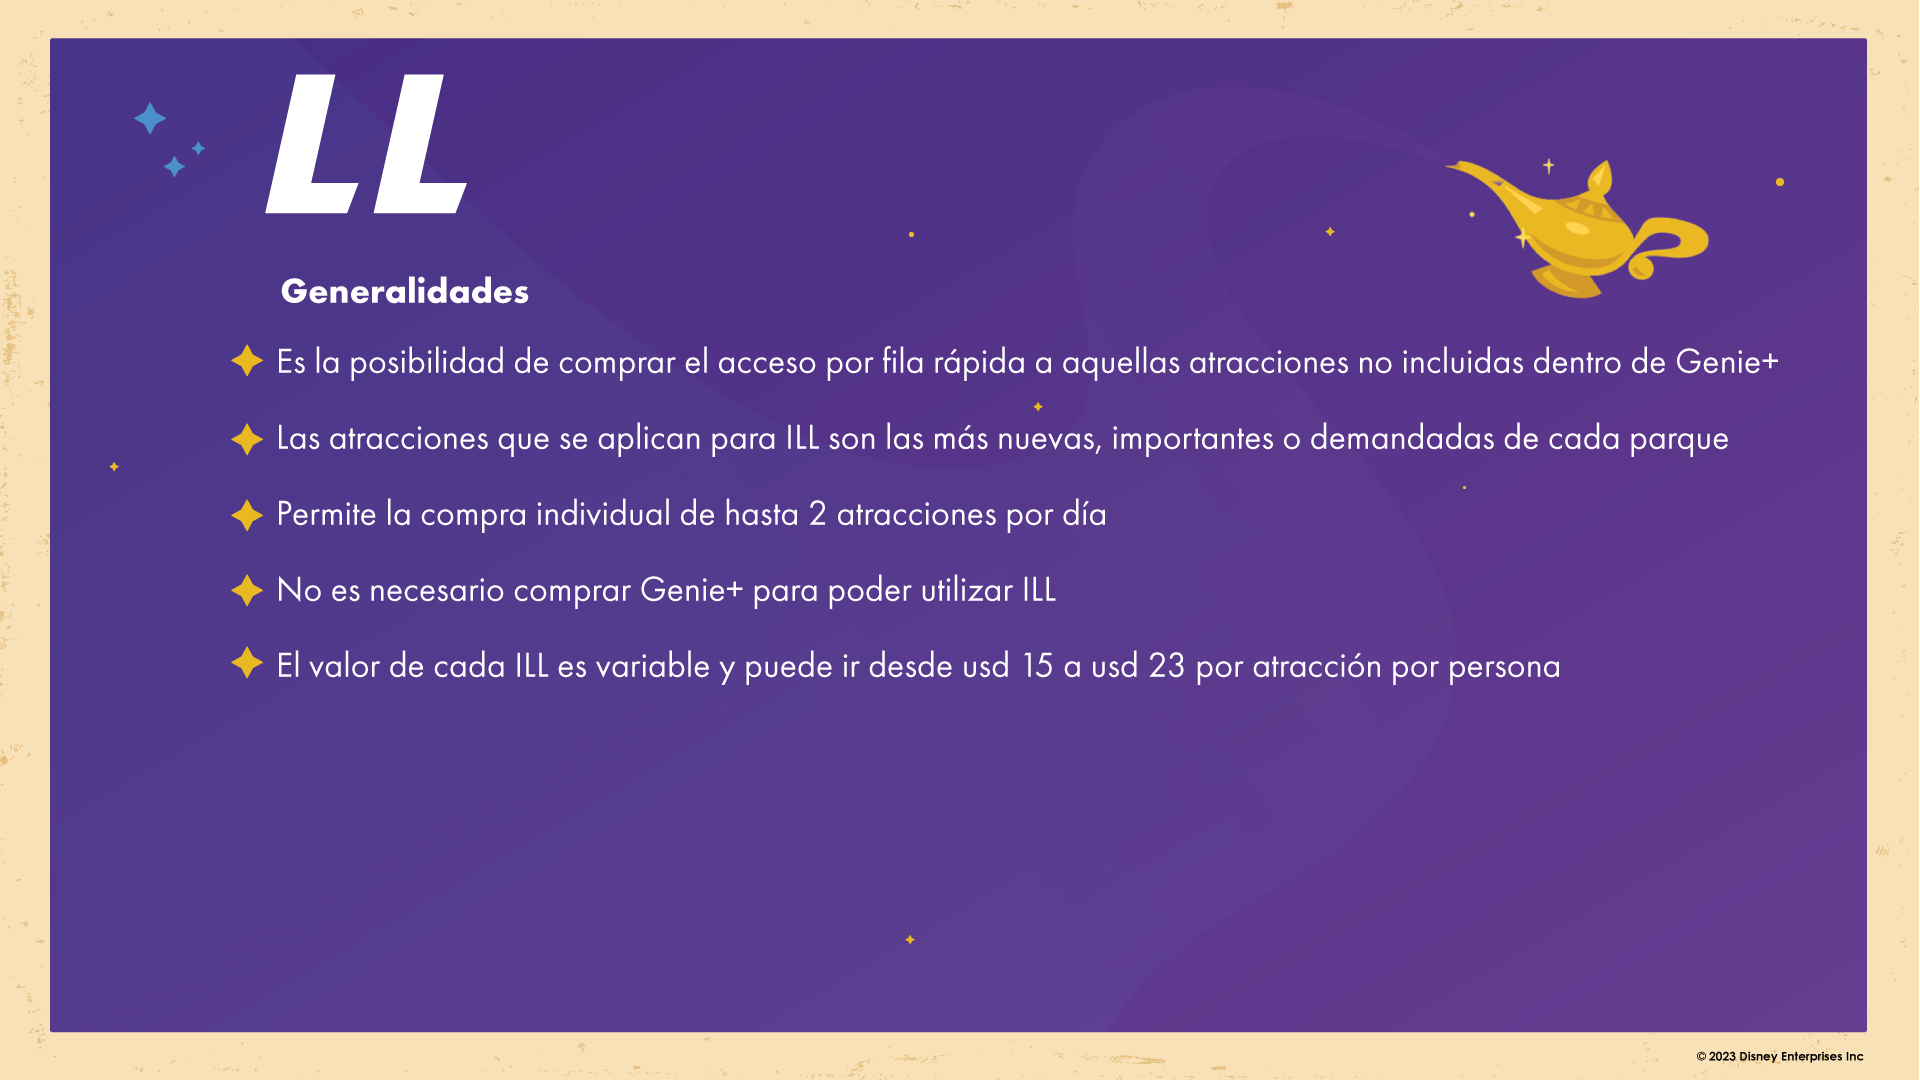 LL
Generalidades
Es la posibilidad de comprar el acceso por fila rápida a aquellas atracciones no incluidas dentro de Genie+
Las atracciones que se aplican para ILL son las más nuevas, importantes o demandadas de cada parque
Permite la compra individual de hasta 2 atracciones por día
No es necesario comprar Genie+ para poder utilizar ILL
El valor de cada ILL es variable y puede ir desde usd 15 a usd 23 por atracción por persona
© 2023 Disney Enterprises Inc